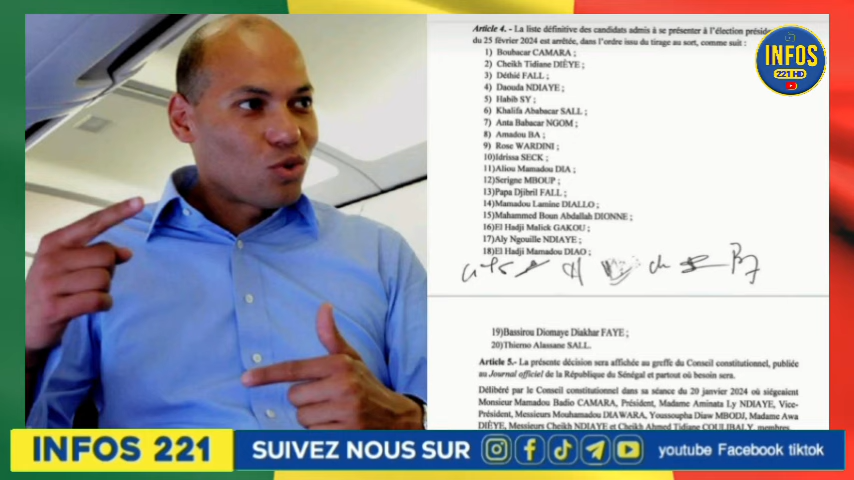 Article 4. - La liste définitive des candidats admis à se présenter à l'élection
du 25 février 2024 est arrêtée, dans l'ordre issu du tirage au sort, comme suit :
1) Boubacar CAMARA ;
2) Cheikh Tidiane DIÈYE ;
3) Déthié FALL ;
4) Daouda NDIAYE ;
5) Habib SY ;
6) Khalifa Ababacar SALL ;
7) Anta Babacar NGOM ;
8) Amadou BA ;
9) Rose WARDINI ;
10)Idrissa SECK ;
11)Aliou Mamadou DIA ;
12)Serigne MBOUP ;
13)Papa Djibril FALL ;
14)Mamadou Lamine DIALLO ;
15)Mahammed Boun Abdallah DIONNE ;
16)El Hadji Malick GAKOU ;
17)Aly Ngouille NDIAYE ;
18)El Hadji Mamadou DIAO ;
19)Bassirou Diomaye Diakhar FAYE ;
20)Thierno Alassane SALL.
Article 5.- La présente décision sera affichée au greffe du Conseil constitutionnel, publiée
au Journal officiel de la République du Sénégal et partout où besoin sera.
Délibéré par le Conseil constitutionnel dans sa séance du 20 janvier 2024 où siégeaient
Monsieur Mamadou Badio CAMARA, Président, Madame Aminata Ly NDIAYE, Vice-
Président, Messieurs Mouhamadou DIAWARA, Youssoupha Diaw MBODJ, Madame Awa
DIÈYE, Messieurs Cheikh NDIAYE et Cheikh Ahmed Tidiane COULIBALY, membres
INFOS
221 HD
INFOS 221
SUIVEZ NOUS SUR
youtube Facebook tiktok